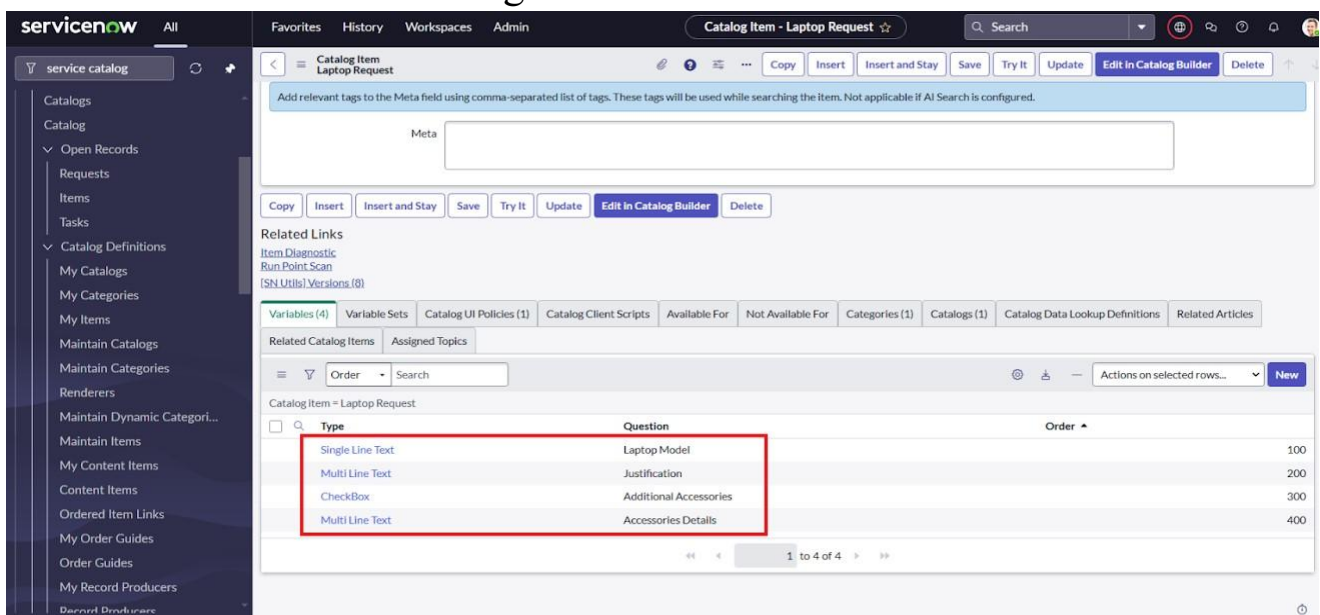 servicenow All Favorites History Workspaces Admin Catalog Item - Laptop Request Search
service catalog
Catalogs
Catalog
Open Records
Requests
Items
Tasks
Catalog Definitions
My Catalogs
My Categories
My Items
Maintain Catalogs
Maintain Categories
Renderers
Maintain Dynamic Categori...
Maintain Items
My Content Items
Content Items
Ordered Item Links
My Order Guides
Order Guides
My Record Producers
Record Producers
Catalog Item
Laptop Request
Copy Insert Insert and Stay Save Try It Update Edit in Catalog Builder Delete
Add relevant tags to the Meta field using comma-separated list of tags. These tags will be used while searching the item. Not applicable if AI Search is configured.
Meta
Copy Insert Insert and Stay Save Try It Update Edit in Catalog Builder Delete
Related Links
Item Diagnostic
Run Point Scan
[SN Utils] Versions (8)
Variables (4) Variable Sets Catalog UI Policies (1) Catalog Client Scripts Available For Not Available For Categories (1) Catalogs (1) Catalog Data Lookup Definitions Related Articles
Related Catalog Items Assigned Topics
Order Search Actions on selected rows... New
Catalog item = Laptop Request
Type Question Order
Single Line Text Laptop Model 100
Multi Line Text Justification 200
CheckBox Additional Accessories 300
Multi Line Text Accessories Details 400
1 to 4 of 4